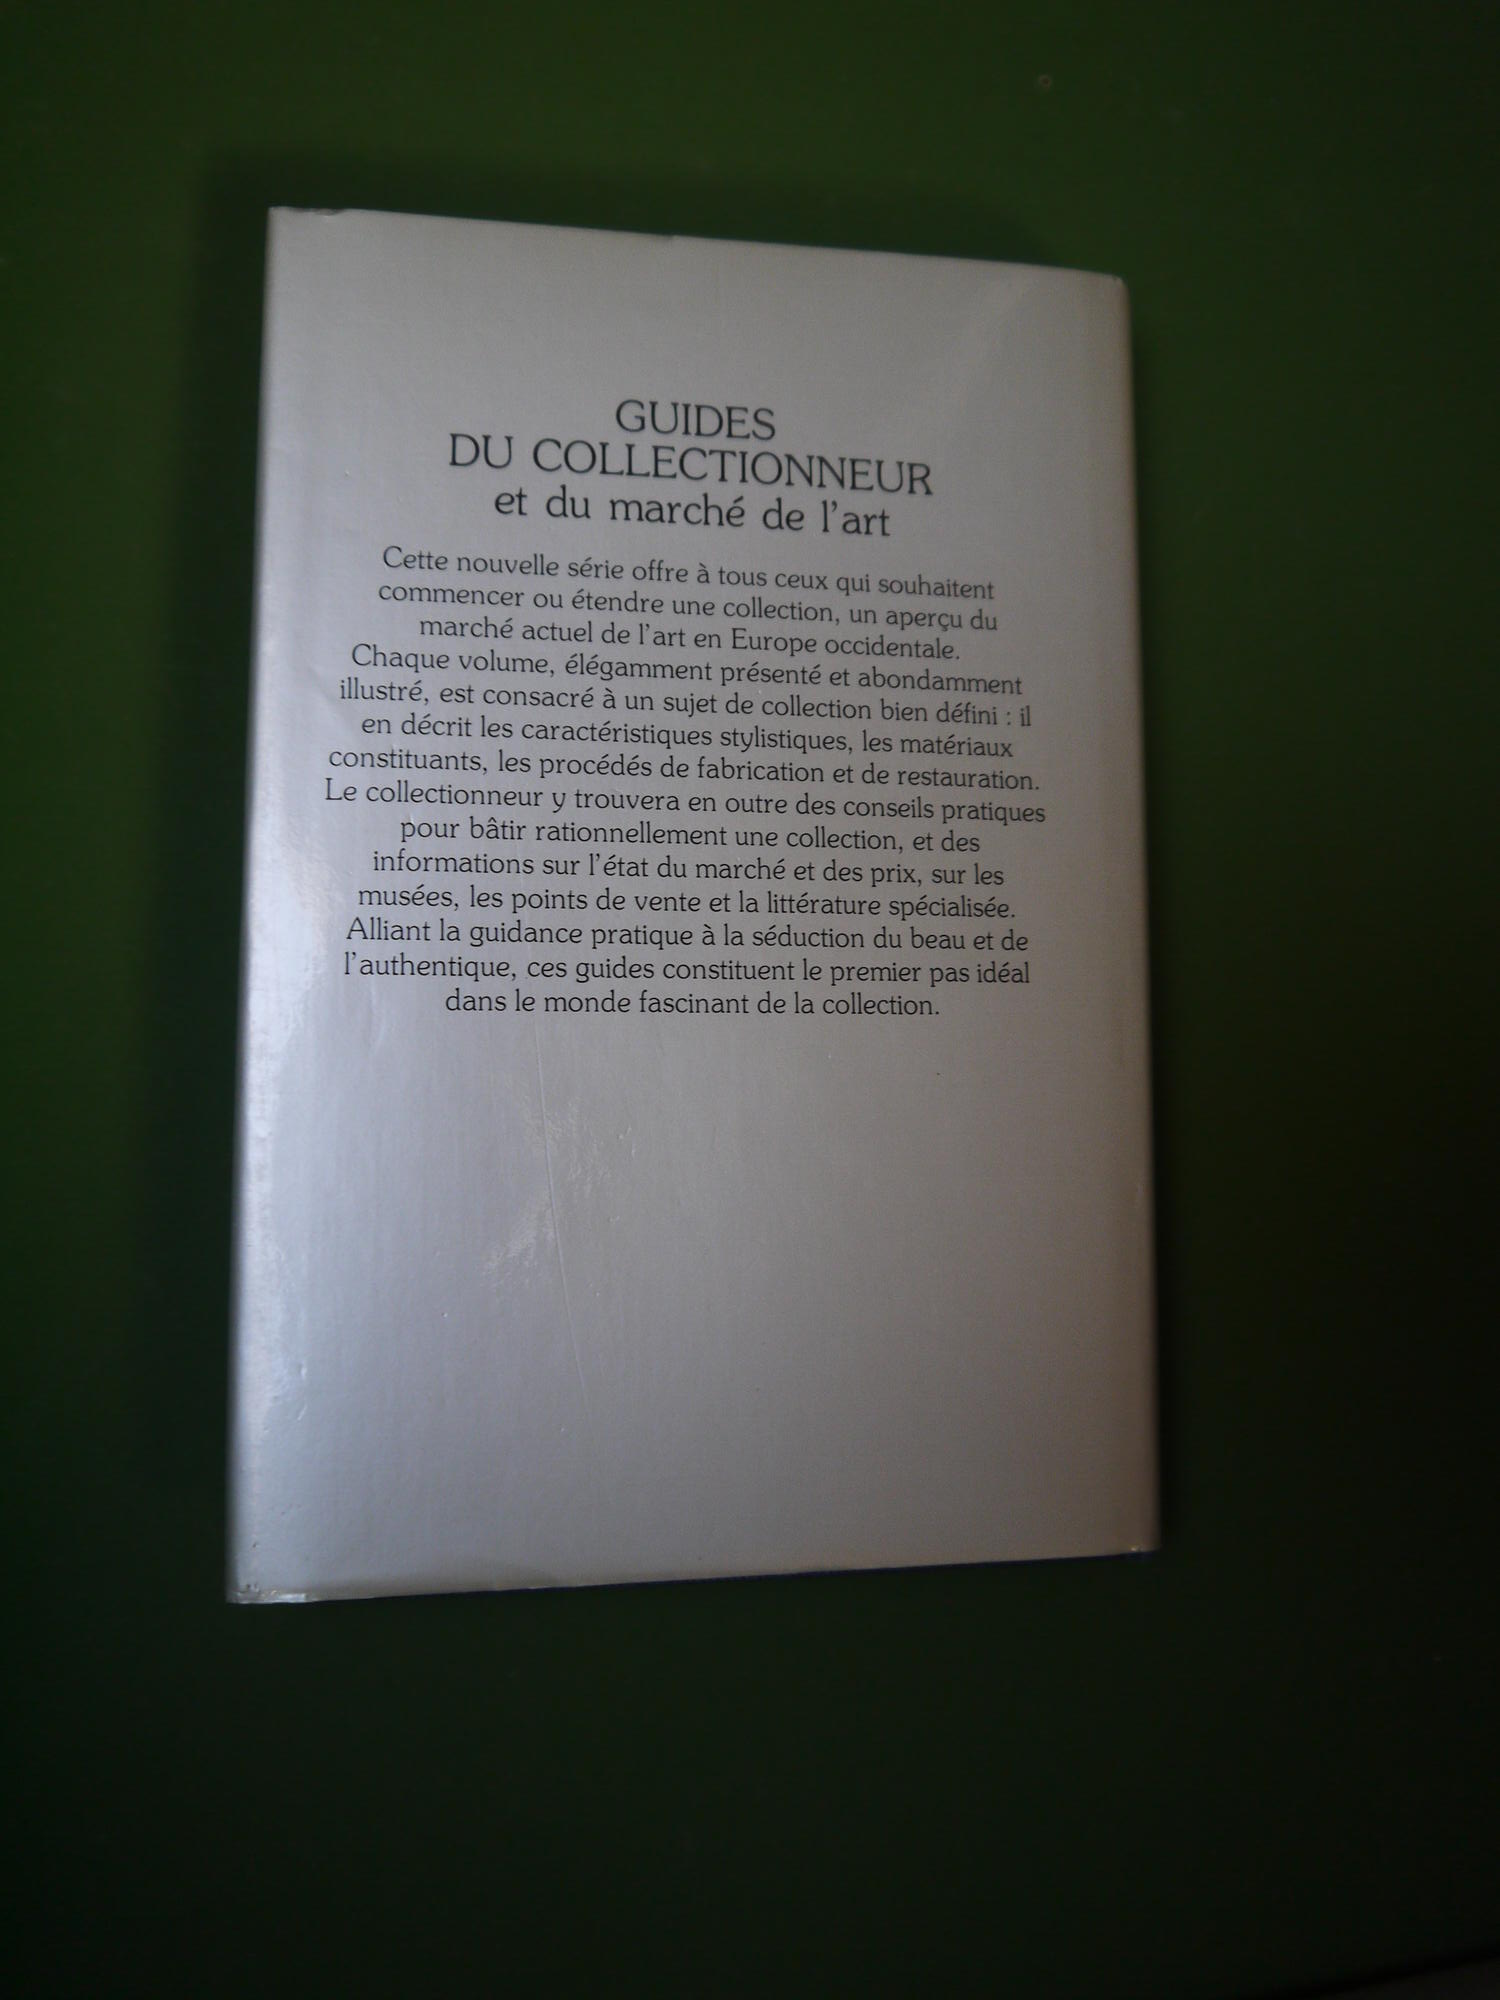 GUIDES
DU COLLECTIONNEUR
et du marché de l'art
Cette nouvelle série offre à tous ceux qui souhaitent
commencer ou étendre une collection, un aperçu du
marché actuel de l'art en Europe occidentale.
Chaque volume, élégamment présenté et abondamment
illustré, est consacré à un sujet de collection bien défini : il
en décrit les caractéristiques stylistiques, les matériaux
constituants, les procédés de fabrication et de restauration.
Le collectionneur y trouvera en outre des conseils pratiques
pour bâtir rationnellement une collection, et des
informations sur l'état du marché et des prix, sur les
musées, les points de vente et la littérature spécialisée.
Alliant la guidance pratique à la séduction du beau et de
l'authentique, ces guides constituent le premier pas idéal
dans le monde fascinant de la collection.